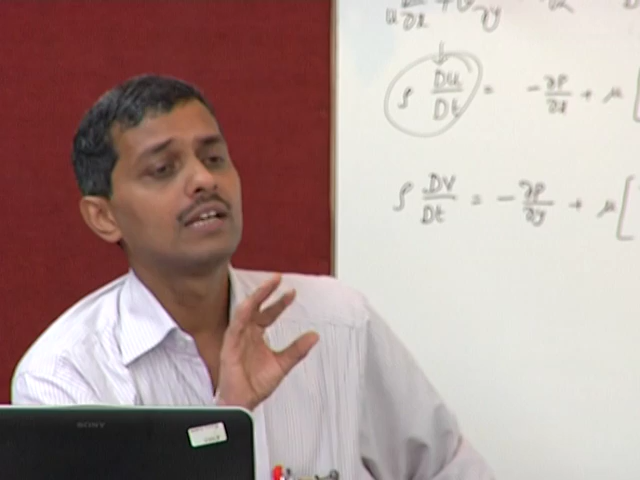 u ∂/∂x + v ∂/∂y
ρ Du/Dt = -∂P/∂x + μ [
ρ DV/Dt = -∂P/∂y + μ [
SONY